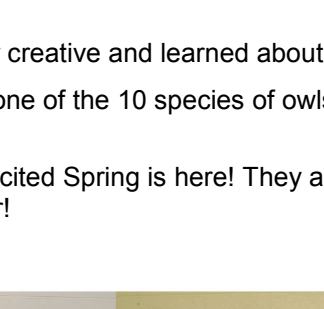 creative and learned about
one of the 10 species of owls
cited Spring is here! They a
r!